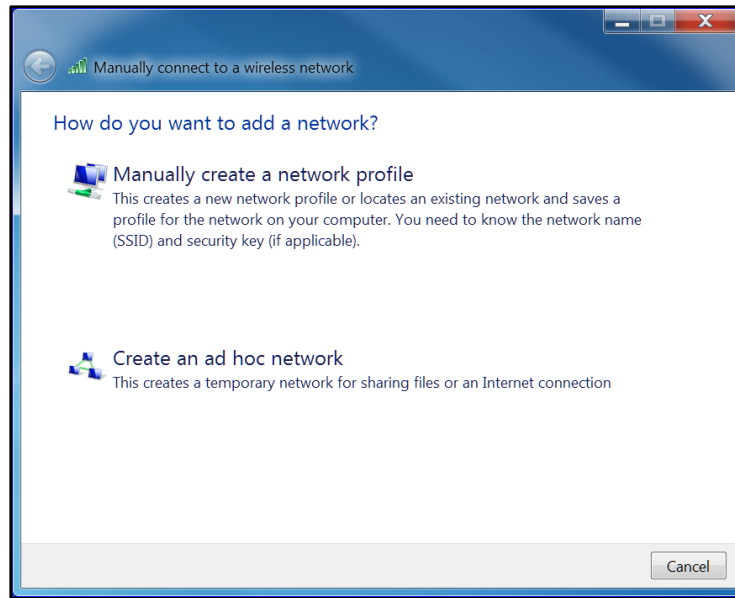 Manually connect to a wireless network
How do you want to add a network?
Manually create a network profile
This creates a new network profile or locates an existing network and saves a
profile for the network on your computer. You need to know the network name
(SSID) and security key (if applicable).
Create an ad hoc network
This creates a temporary network for sharing files or an Internet connection
Cancel